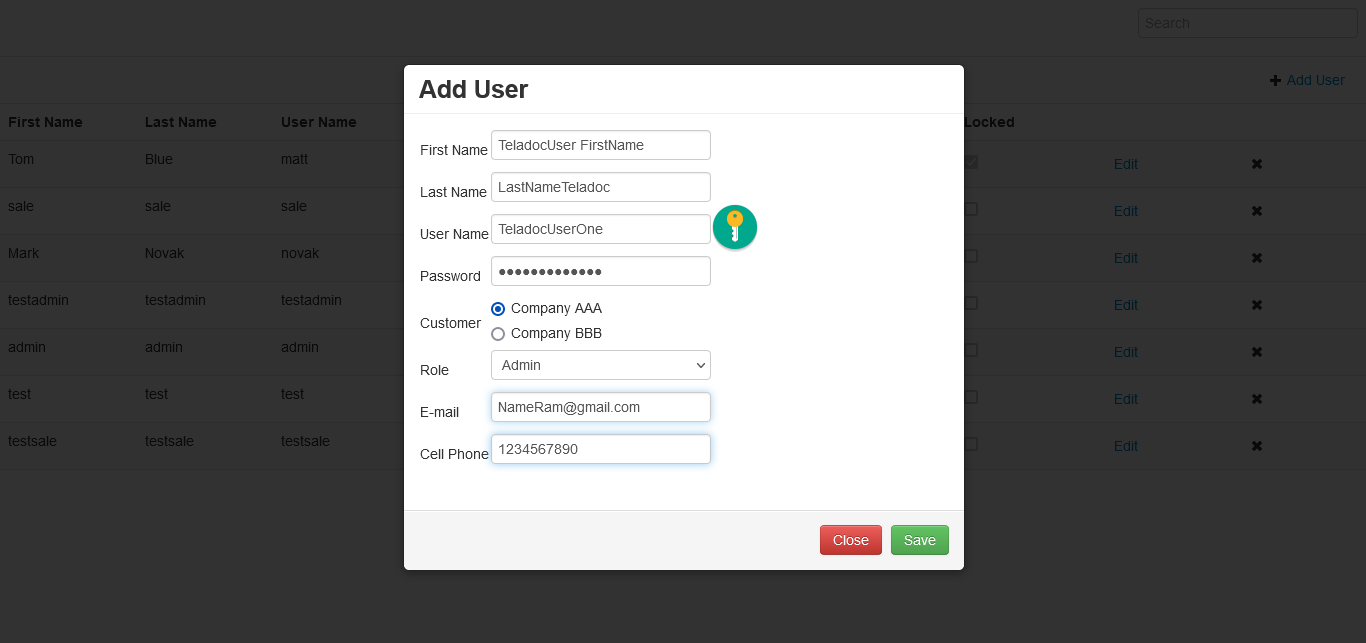 Search
Add User
First Name Last Name User Name Locked
Tom Blue matt Edit
sale sale sale Edit
Mark Novak novak Edit
testadmin testadmin testadmin Edit
admin admin admin Edit
test test test Edit
testsale testsale testsale Edit
Add User
First Name TeladocUser FirstName
Last Name LastNameTeladoc
User Name TeladocUserOne
Password •••••••••••••
Customer
Company AAA
Company BBB
Role Admin
E-mail NameRam@gmail.com
Cell Phone 1234567890
Close Save